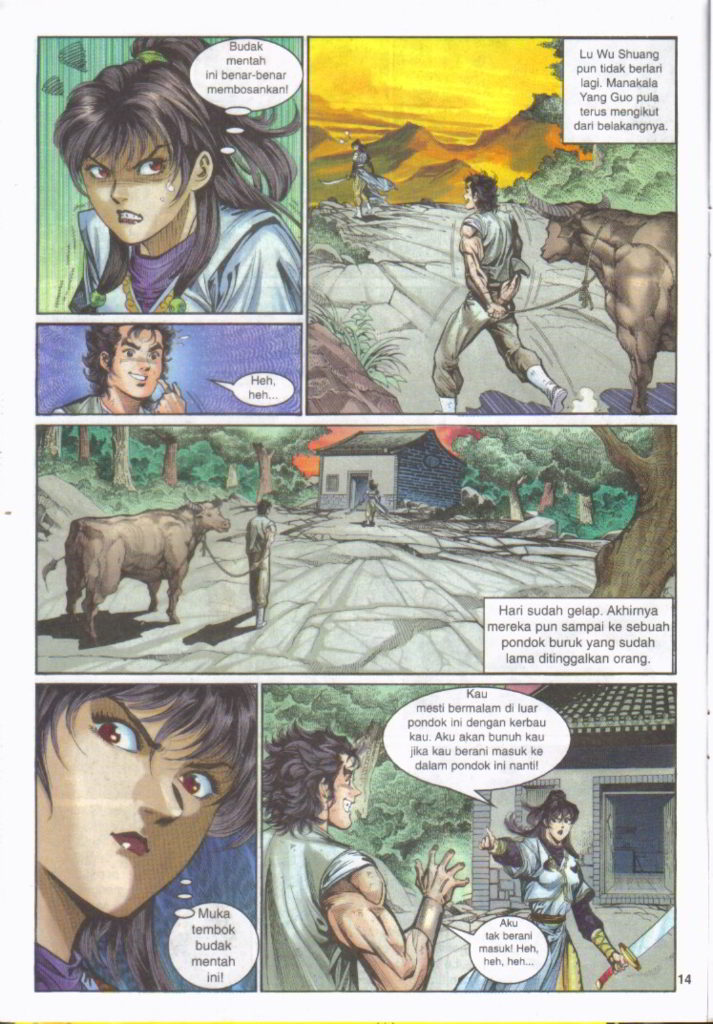 Budak
mentah
ini benar-benar
membosankan!
Lu Wu Shuang
pun tidak berlari
lagi. Manakala
Yang Guo pula
terus mengikut
dari belakangnya.
Heh,
heh...
Hari sudah gelap. Akhirnya
mereka pun sampai ke sebuah
pondok buruk yang sudah
lama ditinggalkan orang.
Muka
tembok
budak
mentah
ini!
Kau
mesti bermalam di luar
pondok ini dengan kerbau
kau. Aku akan bunuh kau
jika kau berani masuk ke
dalam pondok ini nanti!
Aku
tak berani
masuk! Heh,
heh, heh...
14